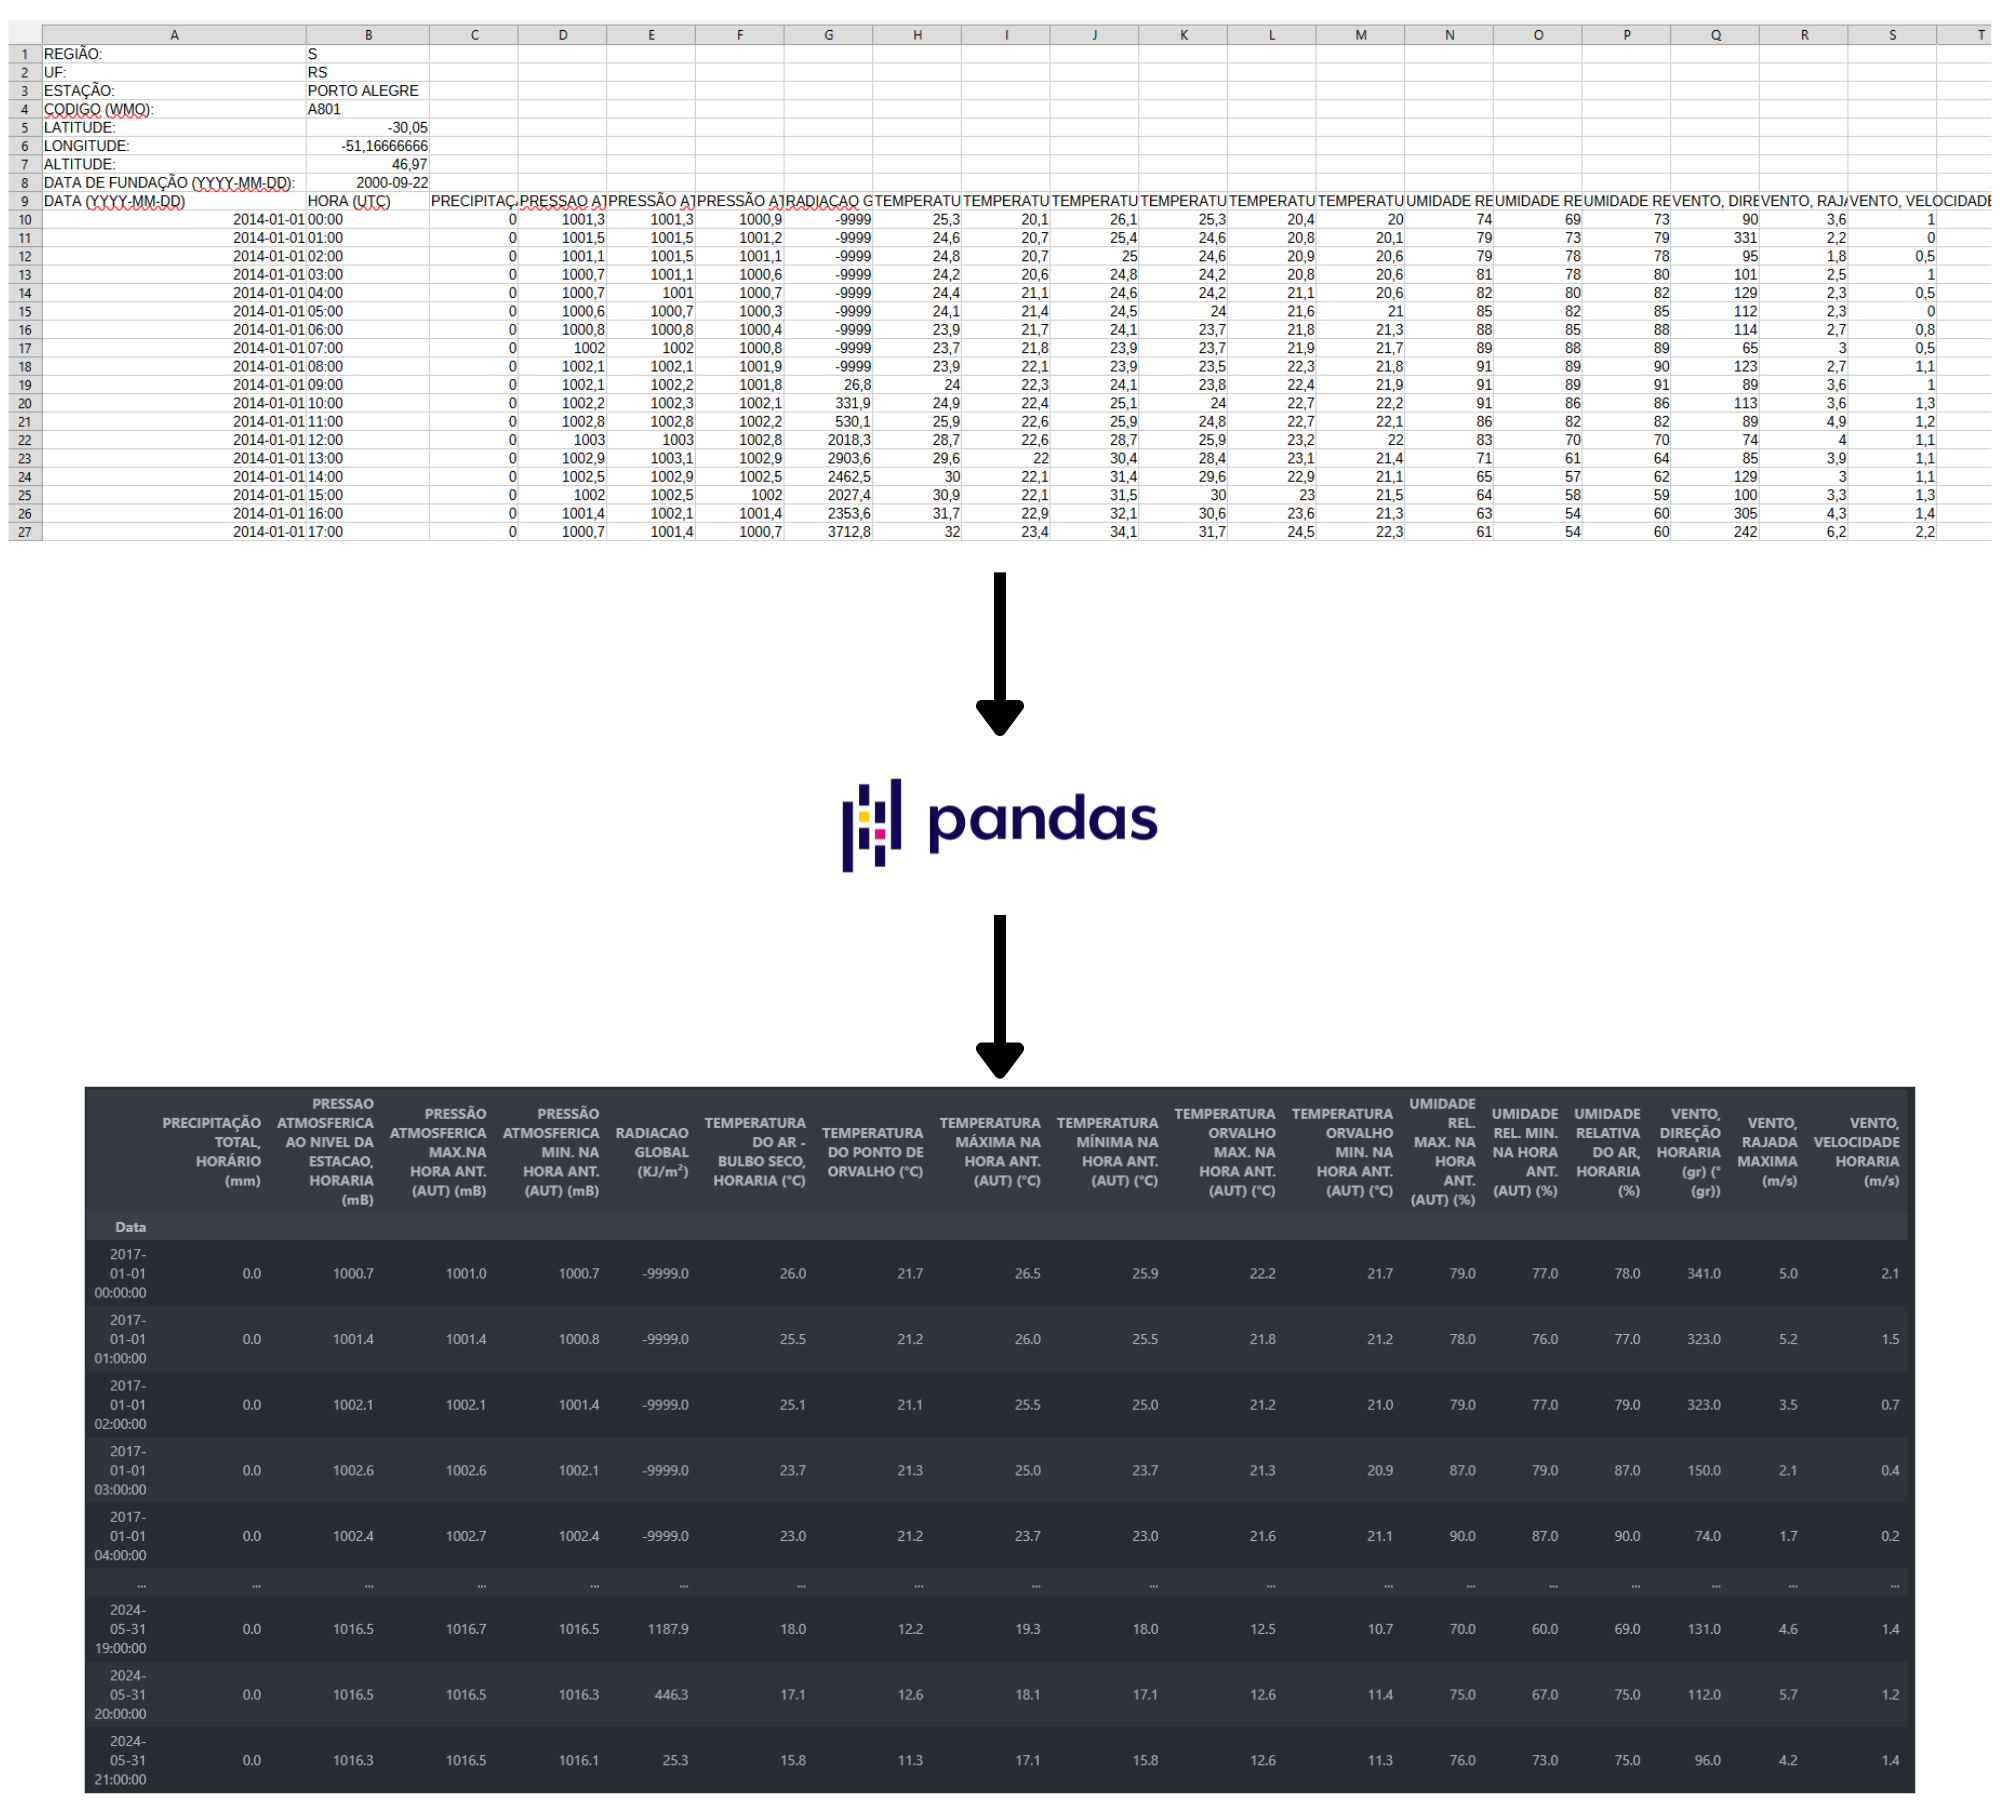 A B C D E F G H I J K L M N O P Q R S T
1 REGIÃO: S
2 UF: RS
3 ESTAÇÃO: PORTO ALEGRE
4 CODIGO (WMO): A801
5 LATITUDE: -30,05
6 LONGITUDE: -51,16666666
7 ALTITUDE: 46,97
8 DATA DE FUNDAÇÃO (YYYY-MM-DD): 2000-09-22
9 DATA (YYYY-MM-DD) HORA (UTC) PRECIPITAÇ PRESSAO AT PRESSÃO AT PRESSÃO AT RADIACAO G TEMPERATU TEMPERATU TEMPERATU TEMPERATU TEMPERATU TEMPERATU UMIDADE RE UMIDADE RE UMIDADE RE VENTO, DIRE VENTO, RAJA VENTO, VELOCIDADE
10 2014-01-01 00:00 0 1001,3 1001,3 1000,9 -9999 25,3 20,1 26,1 25,3 20,4 20 74 69 73 90 3,6 1
11 2014-01-01 01:00 0 1001,5 1001,5 1001,2 -9999 24,6 20,7 25,4 24,6 20,8 20,1 79 73 79 331 2,2 0
12 2014-01-01 02:00 0 1001,1 1001,5 1001,1 -9999 24,8 20,7 25 24,6 20,9 20,6 79 78 78 95 1,8 0,5
13 2014-01-01 03:00 0 1000,7 1001,1 1000,6 -9999 24,2 20,6 24,8 24,2 20,8 20,6 81 78 80 101 2,5 1
14 2014-01-01 04:00 0 1000,7 1001 1000,7 -9999 24,4 21,1 24,6 24,2 21,1 20,6 82 80 82 129 2,3 0,5
15 2014-01-01 05:00 0 1000,6 1000,7 1000,3 -9999 24,1 21,4 24,5 24 21,6 21 85 82 85 112 2,3 0
16 2014-01-01 06:00 0 1000,8 1000,8 1000,4 -9999 23,9 21,7 24,1 23,7 21,8 21,3 88 85 88 114 2,7 0,8
17 2014-01-01 07:00 0 1002 1002 1000,8 -9999 23,7 21,8 23,9 23,7 21,9 21,7 89 88 89 65 3 0,5
18 2014-01-01 08:00 0 1002,1 1002,1 1001,9 -9999 23,9 22,1 23,9 23,5 22,3 21,8 91 89 90 123 2,7 1,1
19 2014-01-01 09:00 0 1002,1 1002,2 1001,8 26,8 24 22,3 24,1 23,8 22,4 21,9 91 89 91 89 3,6 1
20 2014-01-01 10:00 0 1002,2 1002,3 1002,1 331,9 24,9 22,4 25,1 24 22,7 22,2 91 86 86 113 3,6 1,3
21 2014-01-01 11:00 0 1002,8 1002,8 1002,2 530,1 25,9 22,6 25,9 24,8 22,7 22,1 86 82 82 89 4,9 1,2
22 2014-01-01 12:00 0 1003 1003 1002,8 2018,3 28,7 22,6 28,7 25,9 23,2 22 83 70 70 74 4 1,1
23 2014-01-01 13:00 0 1002,9 1003,1 1002,9 2903,6 29,6 22 30,4 28,4 23,1 21,4 71 61 64 85 3,9 1,1
24 2014-01-01 14:00 0 1002,5 1002,9 1002,5 2462,5 30 22,1 31,4 29,6 22,9 21,1 65 57 62 129 3 1,1
25 2014-01-01 15:00 0 1002 1002,5 1002 2027,4 30,9 22,1 31,5 30 23 21,5 64 58 59 100 3,3 1,3
26 2014-01-01 16:00 0 1001,4 1002,1 1001,4 2353,6 31,7 22,9 32,1 30,6 23,6 21,3 63 54 60 305 4,3 1,4
27 2014-01-01 17:00 0 1000,7 1001,4 1000,7 3712,8 32 23,4 34,1 31,7 24,5 22,3 61 54 60 242 6,2 2,2
pandas
PRECIPITAÇÃO TOTAL, HORÁRIO (mm)
PRESSAO ATMOSFERICA AO NIVEL DA ESTACAO, HORARIA (mB)
PRESSÃO ATMOSFERICA MAX.NA HORA ANT. (AUT) (mB)
PRESSÃO ATMOSFERICA MIN. NA HORA ANT. (AUT) (mB)
RADIACAO GLOBAL (KJ/m²)
TEMPERATURA DO AR - BULBO SECO, HORARIA (°C)
TEMPERATURA DO PONTO DE ORVALHO (°C)
TEMPERATURA MÁXIMA NA HORA ANT. (AUT) (°C)
TEMPERATURA MÍNIMA NA HORA ANT. (AUT) (°C)
TEMPERATURA ORVALHO MAX. NA HORA ANT. (AUT) (°C)
TEMPERATURA ORVALHO MIN. NA HORA ANT. (AUT) (°C)
UMIDADE REL. MAX. NA HORA ANT. (AUT) (%)
UMIDADE REL. MIN. NA HORA ANT. (AUT) (%)
UMIDADE RELATIVA DO AR, HORARIA (%)
VENTO, DIREÇÃO HORARIA (gr) (° (gr))
VENTO, RAJADA MAXIMA (m/s)
VENTO, VELOCIDADE HORARIA (m/s)
Data
2017-01-01 00:00:00 0.0 1000.7 1001.0 1000.7 -9999.0 26.0 21.7 26.5 25.9 22.2 21.7 79.0 77.0 78.0 341.0 5.0 2.1
2017-01-01 01:00:00 0.0 1001.4 1001.4 1000.8 -9999.0 25.5 21.2 26.0 25.5 21.8 21.2 78.0 76.0 77.0 323.0 5.2 1.5
2017-01-01 02:00:00 0.0 1002.1 1002.1 1001.4 -9999.0 25.1 21.1 25.5 25.0 21.2 21.0 79.0 77.0 79.0 323.0 3.5 0.7
2017-01-01 03:00:00 0.0 1002.6 1002.6 1002.1 -9999.0 23.7 21.3 25.0 23.7 21.3 20.9 87.0 79.0 87.0 150.0 2.1 0.4
2017-01-01 04:00:00 0.0 1002.4 1002.7 1002.4 -9999.0 23.0 21.2 23.7 23.0 21.6 21.1 90.0 87.0 90.0 74.0 1.7 0.2
... ... ... ... ... ... ... ... ... ... ... ... ... ... ... ... ... ...
2024-05-31 19:00:00 0.0 1016.5 1016.7 1016.5 1187.9 18.0 12.2 19.3 18.0 12.5 10.7 70.0 60.0 69.0 131.0 4.6 1.4
2024-05-31 20:00:00 0.0 1016.5 1016.5 1016.3 446.3 17.1 12.6 18.1 17.1 12.6 11.4 75.0 67.0 75.0 112.0 5.7 1.2
2024-05-31 21:00:00 0.0 1016.3 1016.5 1016.1 25.3 15.8 11.3 17.1 15.8 12.6 11.3 76.0 73.0 75.0 96.0 4.2 1.4